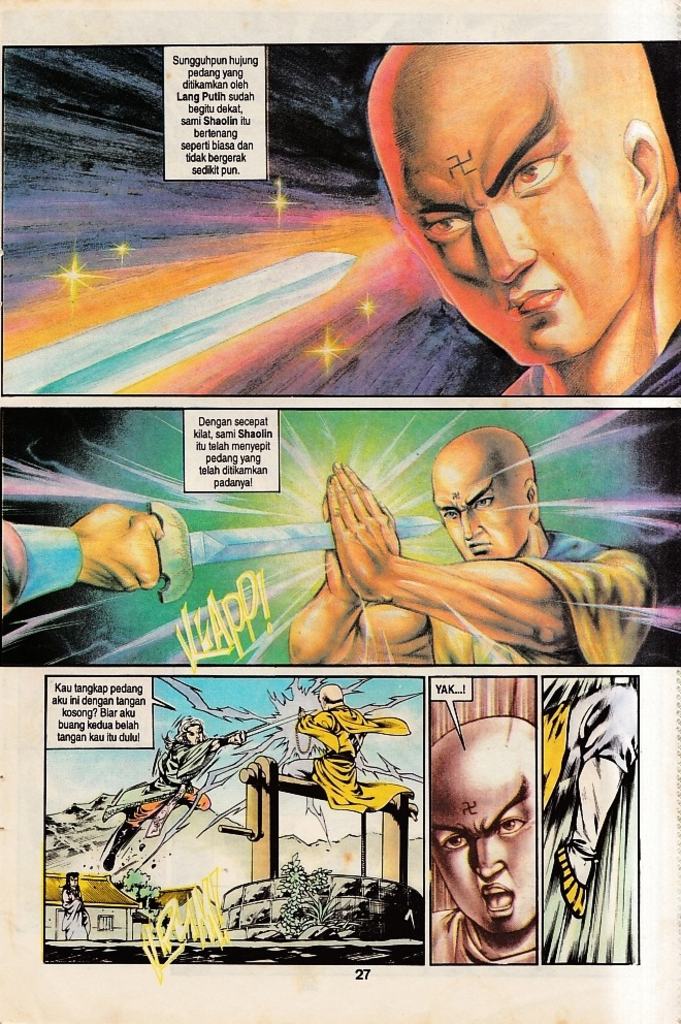 Sungguhpun hujung
pedang yang
ditikamkan oleh
Lang Putih sudah
begitu dekat,
sami Shaolin itu
bertenang
seperti biasa dan
tidak bergerak
sedikit pun.
Dengan secepat
kilat, sami Shaolin
itu telah menyepit
pedang yang
telah ditikamkan
padanya!
KLAPP!
Kau tangkap pedang
aku ini dengan tangan
kosong? Biar aku
buang kedua belah
tangan kau itu dulu!
YAK...!
27